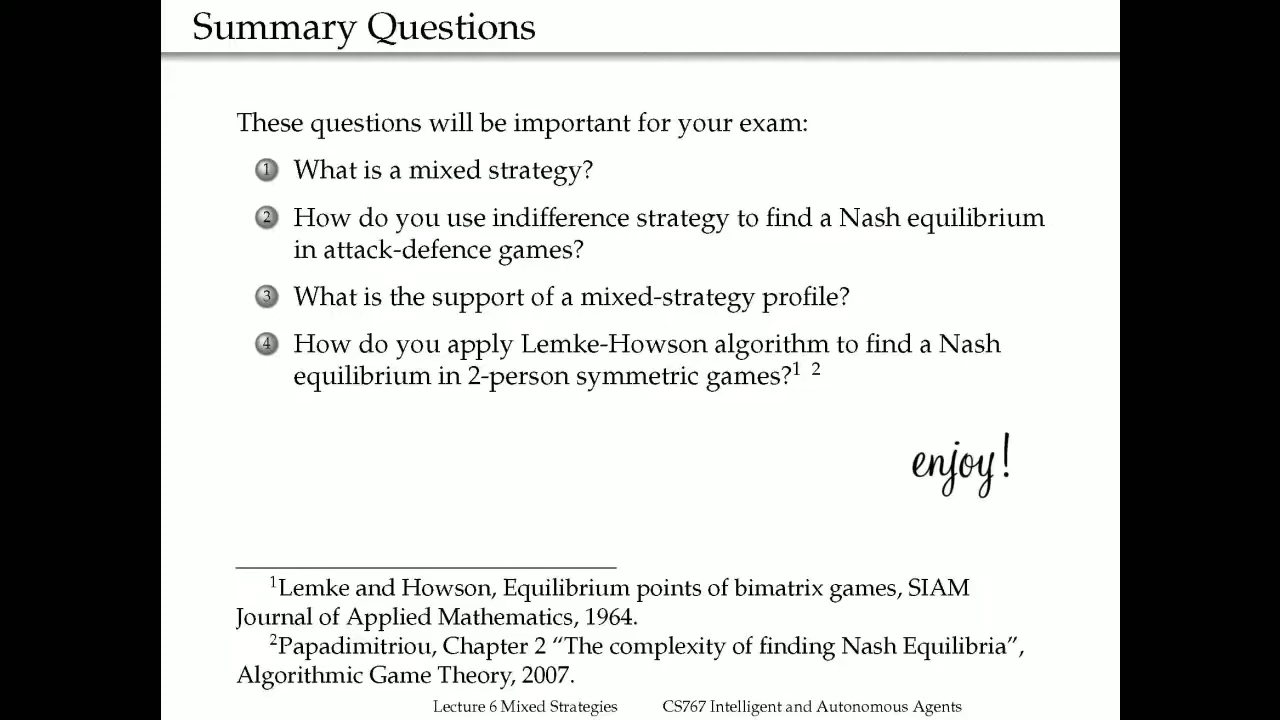 Summary Questions
These questions will be important for your exam:
1 What is a mixed strategy?
2 How do you use indifference strategy to find a Nash equilibrium
in attack-defence games?
3 What is the support of a mixed-strategy profile?
4 How do you apply Lemke-Howson algorithm to find a Nash
equilibrium in 2-person symmetric games?1 2
enjoy!
1Lemke and Howson, Equilibrium points of bimatrix games, SIAM
Journal of Applied Mathematics, 1964.
2Papadimitriou, Chapter 2 “The complexity of finding Nash Equilibria”,
Algorithmic Game Theory, 2007.
Lecture 6 Mixed Strategies CS767 Intelligent and Autonomous Agents